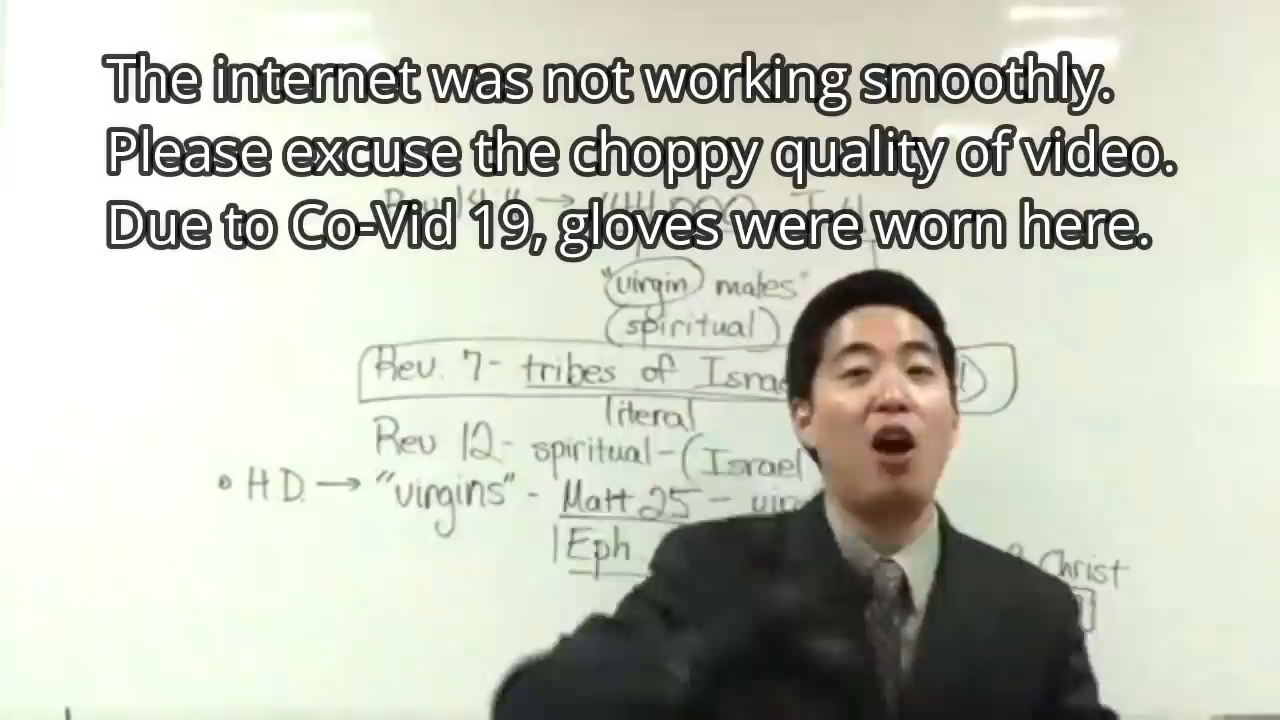 The internet was not working smoothly.
Please excuse the choppy quality of video.
Due to Co-Vid 19, gloves were worn here.
"virgin males"
(spiritual)
Rev. 7- tribes of
literal
Rev 12- spiritual-(Israel
• HD → "virgins" - Matt 25 -
Eph
Christ